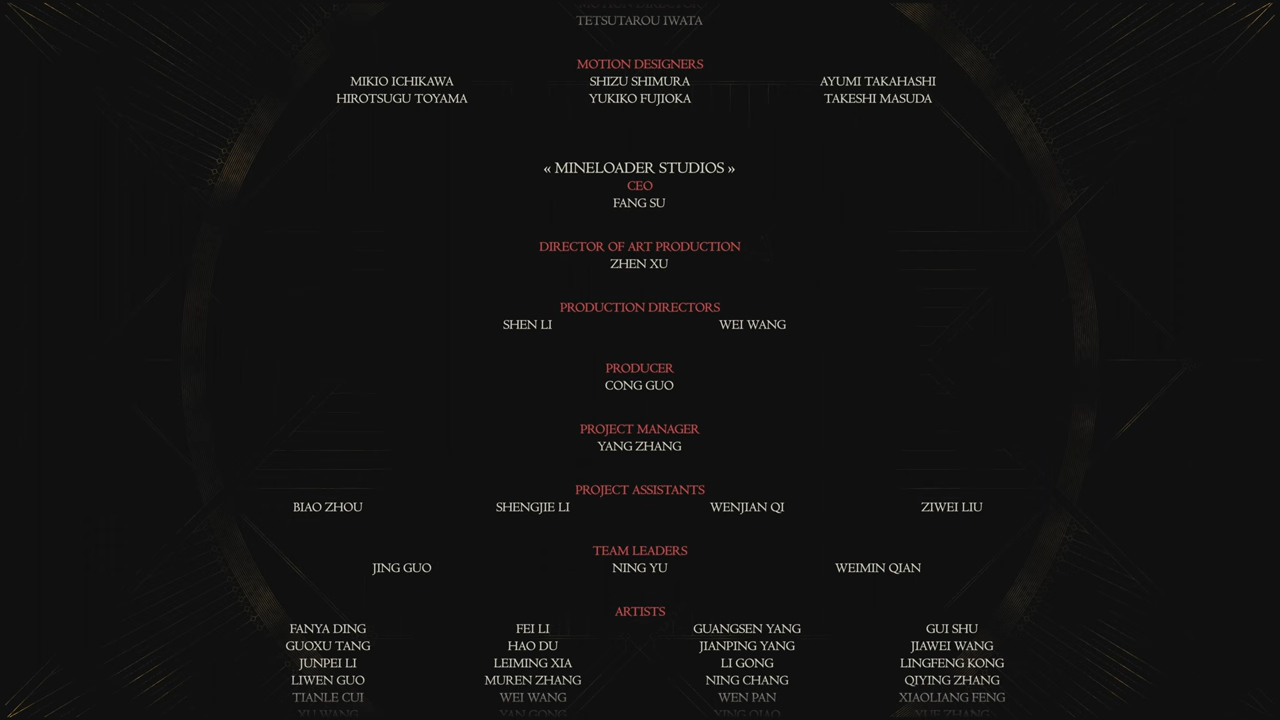 MOTION DIRECTOR
TETSUTAROU IWATA
MOTION DESIGNERS
MIKIO ICHIKAWA SHIZU SHIMURA AYUMI TAKAHASHI
HIROTSUGU TOYAMA YUKIKO FUJIOKA TAKESHI MASUDA
« MINELOADER STUDIOS »
CEO
FANG SU
DIRECTOR OF ART PRODUCTION
ZHEN XU
PRODUCTION DIRECTORS
SHEN LI WEI WANG
PRODUCER
CONG GUO
PROJECT MANAGER
YANG ZHANG
PROJECT ASSISTANTS
BIAO ZHOU SHENGJIE LI WENJIAN QI ZIWEI LIU
TEAM LEADERS
JING GUO NING YU WEIMIN QIAN
ARTISTS
FANYA DING FEI LI GUANGSEN YANG GUI SHU
GUOXU TANG HAO DU JIANPING YANG JIAWEI WANG
JUNPEI LI LEIMING XIA LI GONG LINGFENG KONG
LIWEN GUO MUREN ZHANG NING CHANG QIYING ZHANG
TIANLE CUI WEI WANG WEN PAN XIAOLIANG FENG